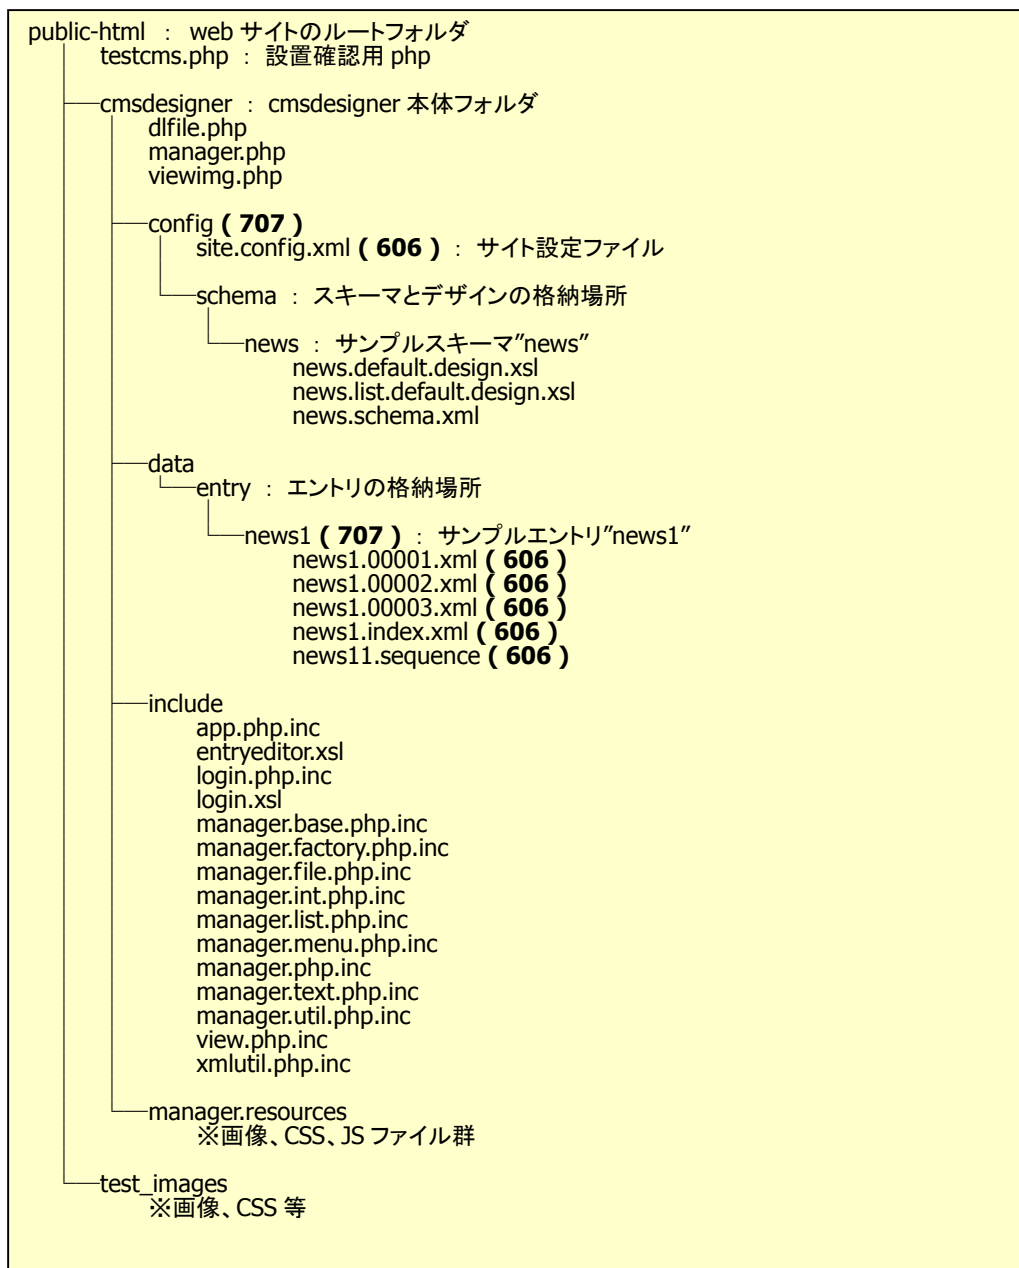 public-html ： web サイトのルートフォルダ
testcms.php ： 設置確認用 php
cmsdesigner ： cmsdesigner 本体フォルダ
dlfile.php
manager.php
viewimg.php
config ( 707 )
site.config.xml ( 606 ) ： サイト設定ファイル
schema ： スキーマとデザインの格納場所
news ： サンプルスキーマ”news”
news.default.design.xsl
news.list.default.design.xsl
news.schema.xml
data
entry ： エントリの格納場所
news1 ( 707 ) ： サンプルエントリ”news1”
news1.00001.xml ( 606 )
news1.00002.xml ( 606 )
news1.00003.xml ( 606 )
news1.index.xml ( 606 )
news11.sequence ( 606 )
include
app.php.inc
entryeditor.xsl
login.php.inc
login.xsl
manager.base.php.inc
manager.factory.php.inc
manager.file.php.inc
manager.int.php.inc
manager.list.php.inc
manager.menu.php.inc
manager.php.inc
manager.text.php.inc
manager.util.php.inc
view.php.inc
xmlutil.php.inc
manager.resources
※画像、CSS、JS ファイル群
test_images
※画像、CSS 等